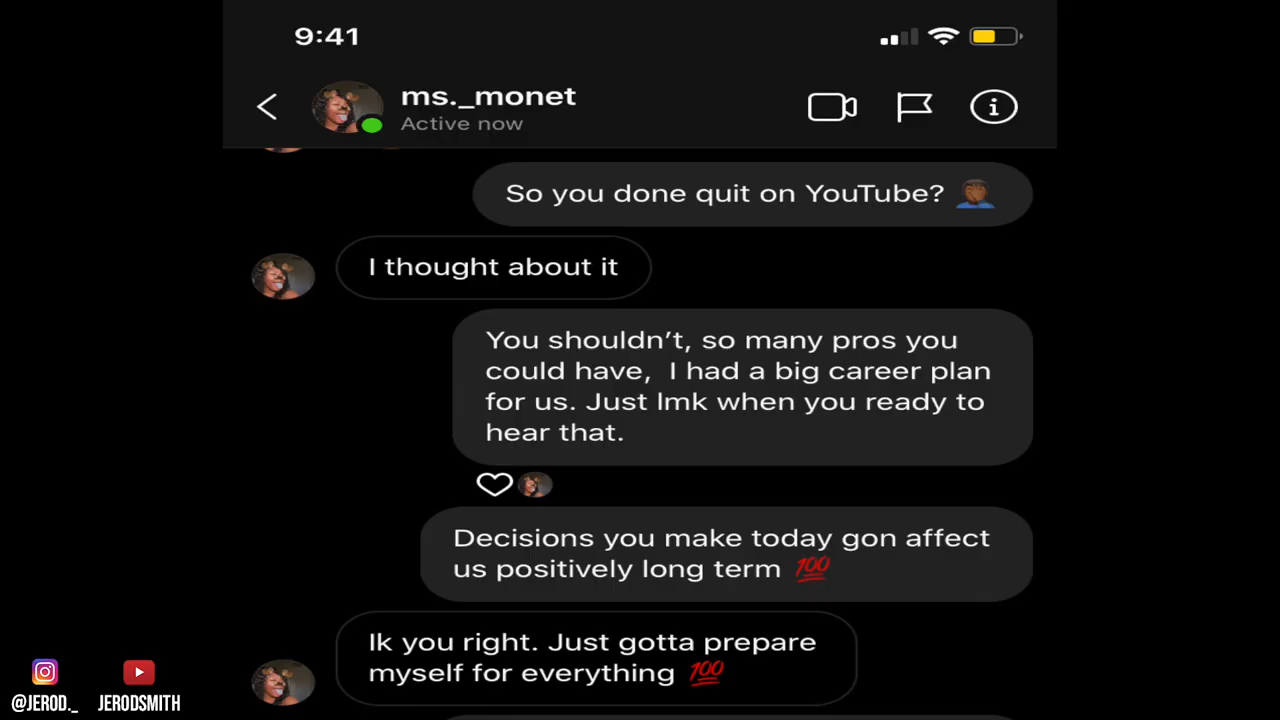 9:41
ms._monet
Active now
So you done quit on YouTube? 🤦🏾‍♂️
I thought about it
You shouldn’t, so many pros you
could have,  I had a big career plan
for us. Just lmk when you ready to
hear that.
Decisions you make today gon affect
us positively long term 💯
Ik you right. Just gotta prepare
myself for everything 💯
@JEROD._
JERODSMITH